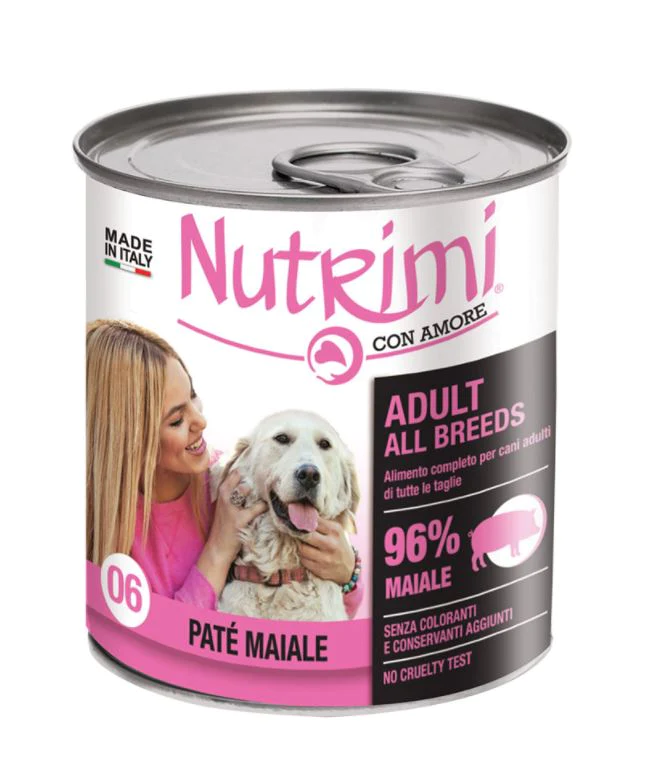 MADE
IN ITALY
Nutrimi®
CON AMORE
ADULT
ALL BREEDS
Alimento completo per cani adulti
di tutte le taglie
96%
MAIALE
SENZA COLORANTI
E CONSERVANTI AGGIUNTI
NO CRUELTY TEST
06
PATÉ MAIALE